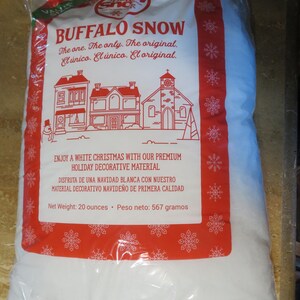 BUFFALO SNOW
The one. The only. The original.
El único. El único. El original.
ENJOY A WHITE CHRISTMAS WITH OUR PREMIUM
HOLIDAY DECORATIVE MATERIAL
DISFRUTA DE UNA NAVIDAD BLANCA CON NUESTRO
MATERIAL DECORATIVO NAVIDEÑO DE PRIMERA CALIDAD
Net Weight: 20 ounces • Peso neto: 567 gramos